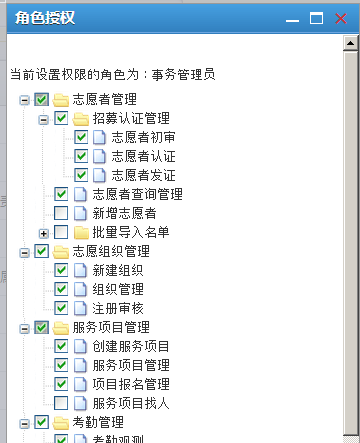 角色授权
当前设置权限的角色为：事务管理员
志愿者管理
招募认证管理
志愿者初审
志愿者认证
志愿者发证
志愿者查询管理
新增志愿者
批量导入名单
志愿组织管理
新建组织
组织管理
注册审核
服务项目管理
创建服务项目
服务项目管理
项目报名管理
服务项目找人
考勤管理
考勤观测